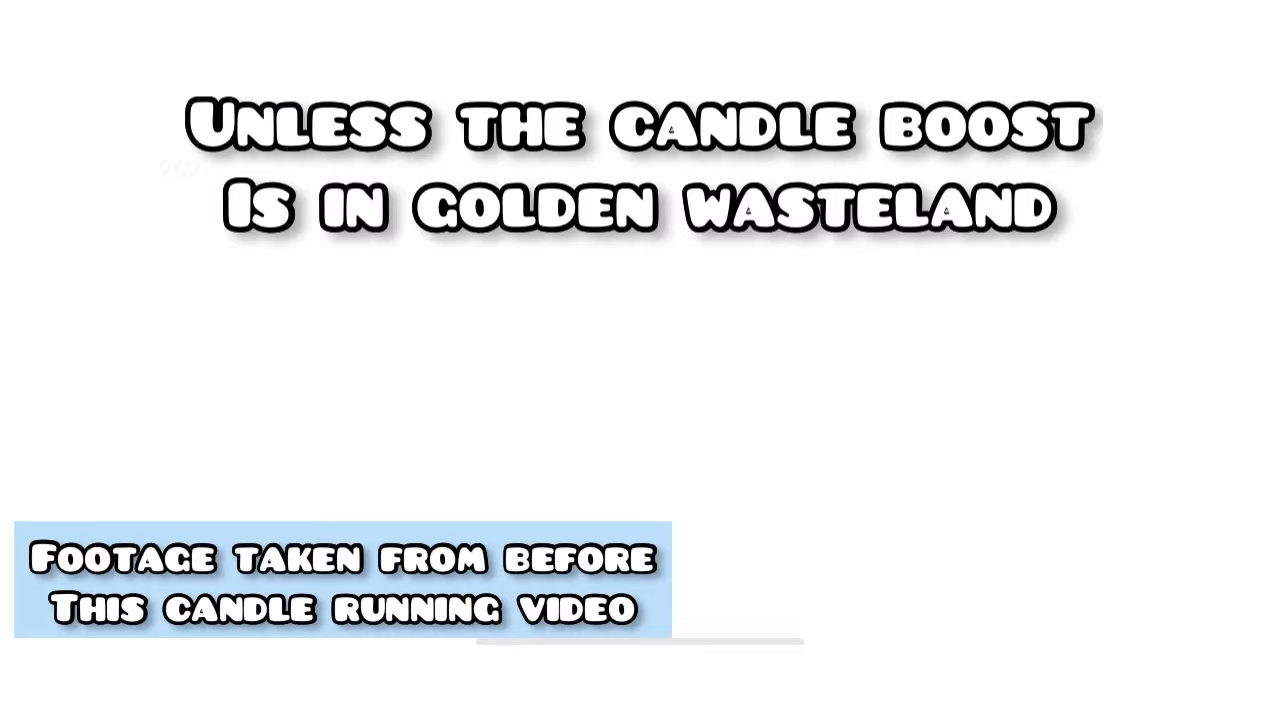 Unless the candle boost
Is in golden wasteland
Footage taken from before
This candle running video